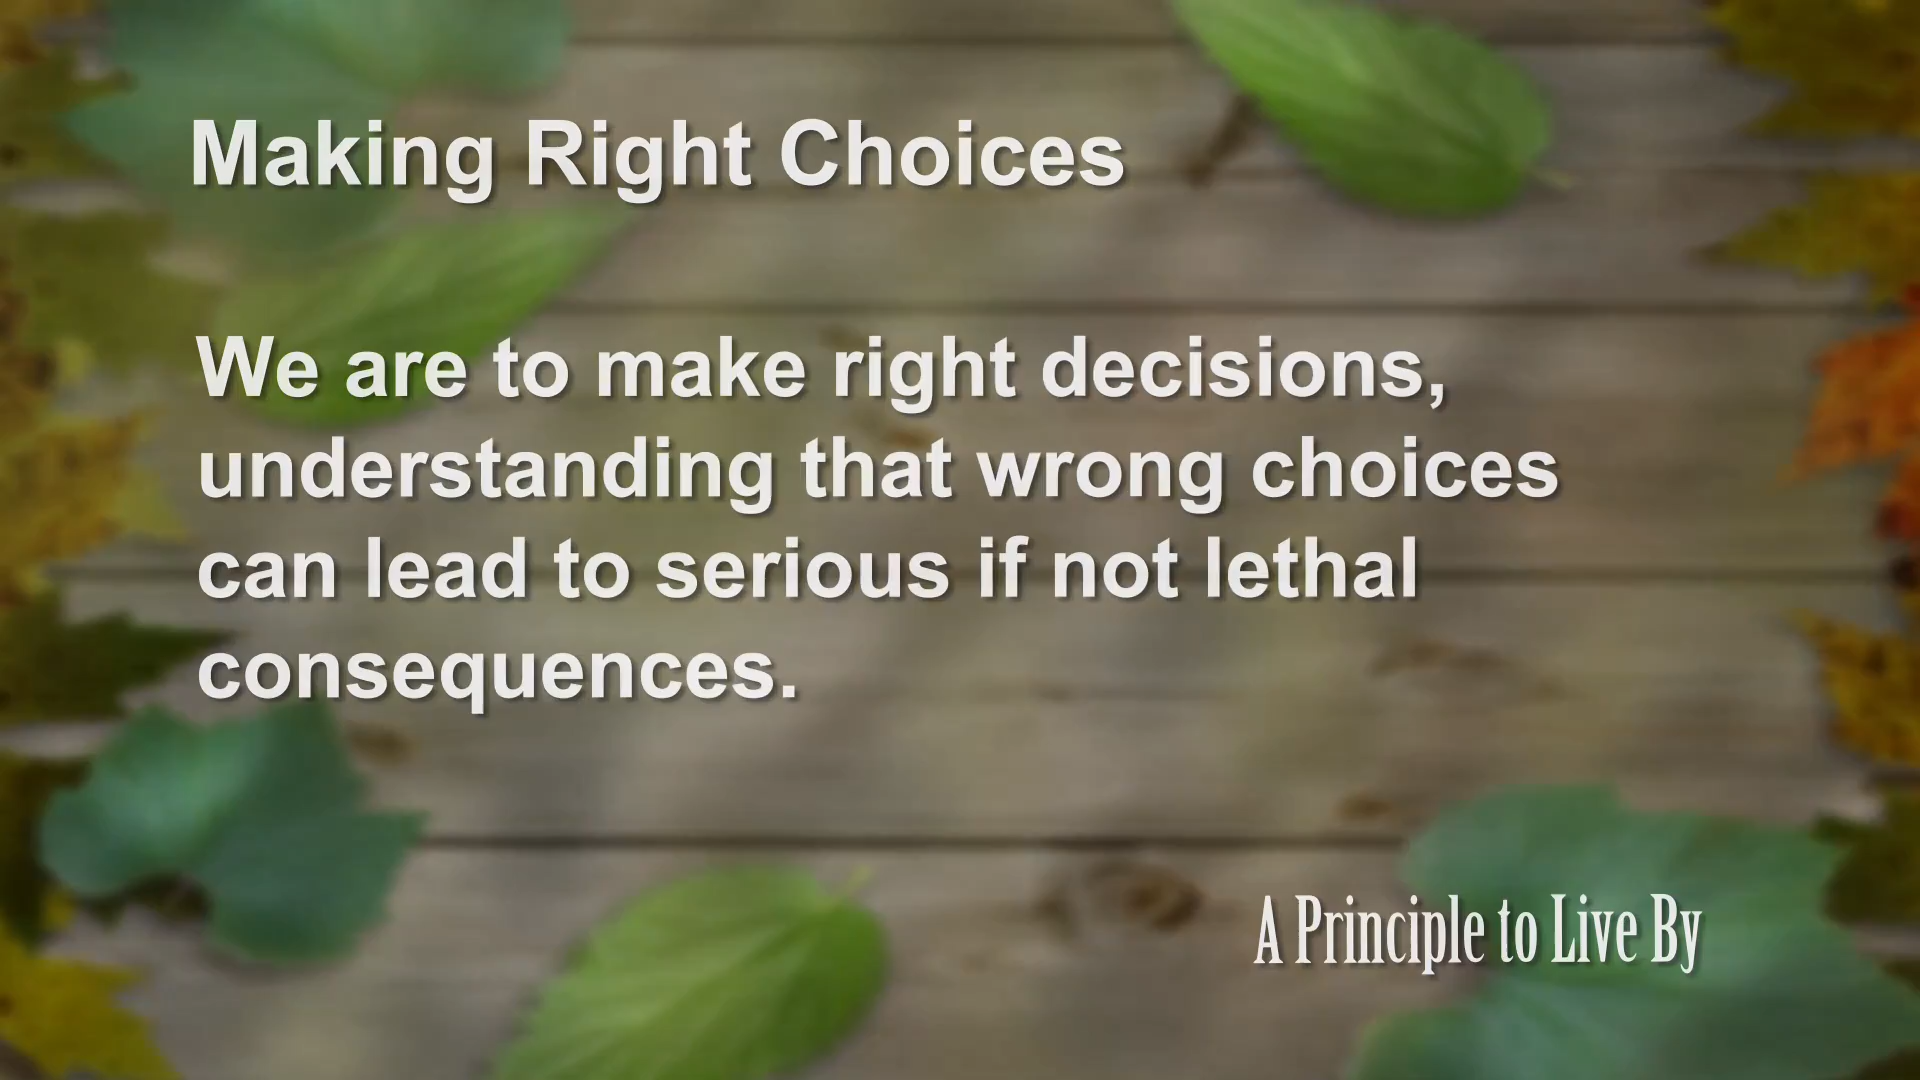 Making Right Choices
We are to make right decisions,
understanding that wrong choices
can lead to serious if not lethal
consequences.
A Principle to Live By